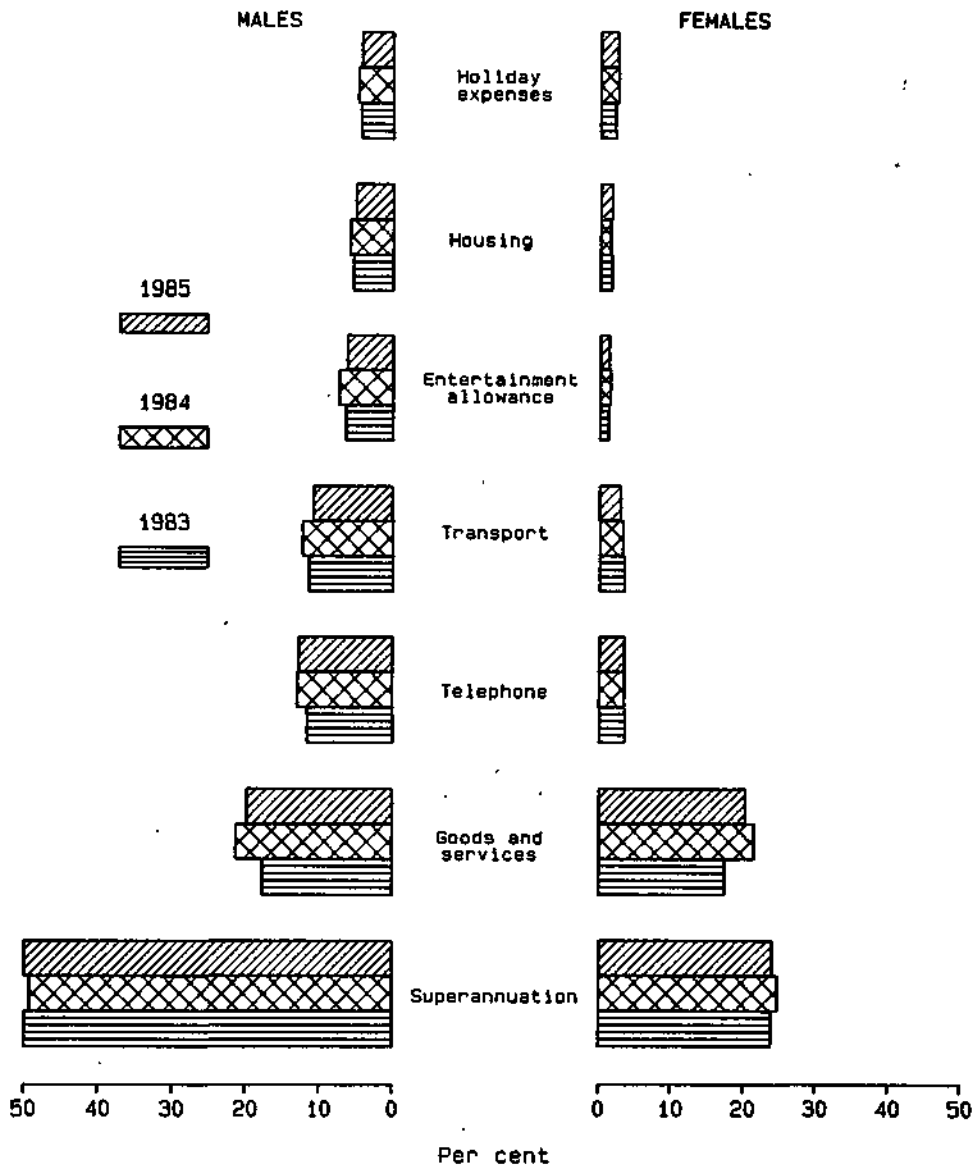 MALES
FEMALES
Holiday
expenses
Housing
1985
Entertainment
allowance
1984
1983
Transport
Telephone
Goods and
services
Superannuation
50 40 30 20 10 0
0 10 20 30 40 50
Per cent